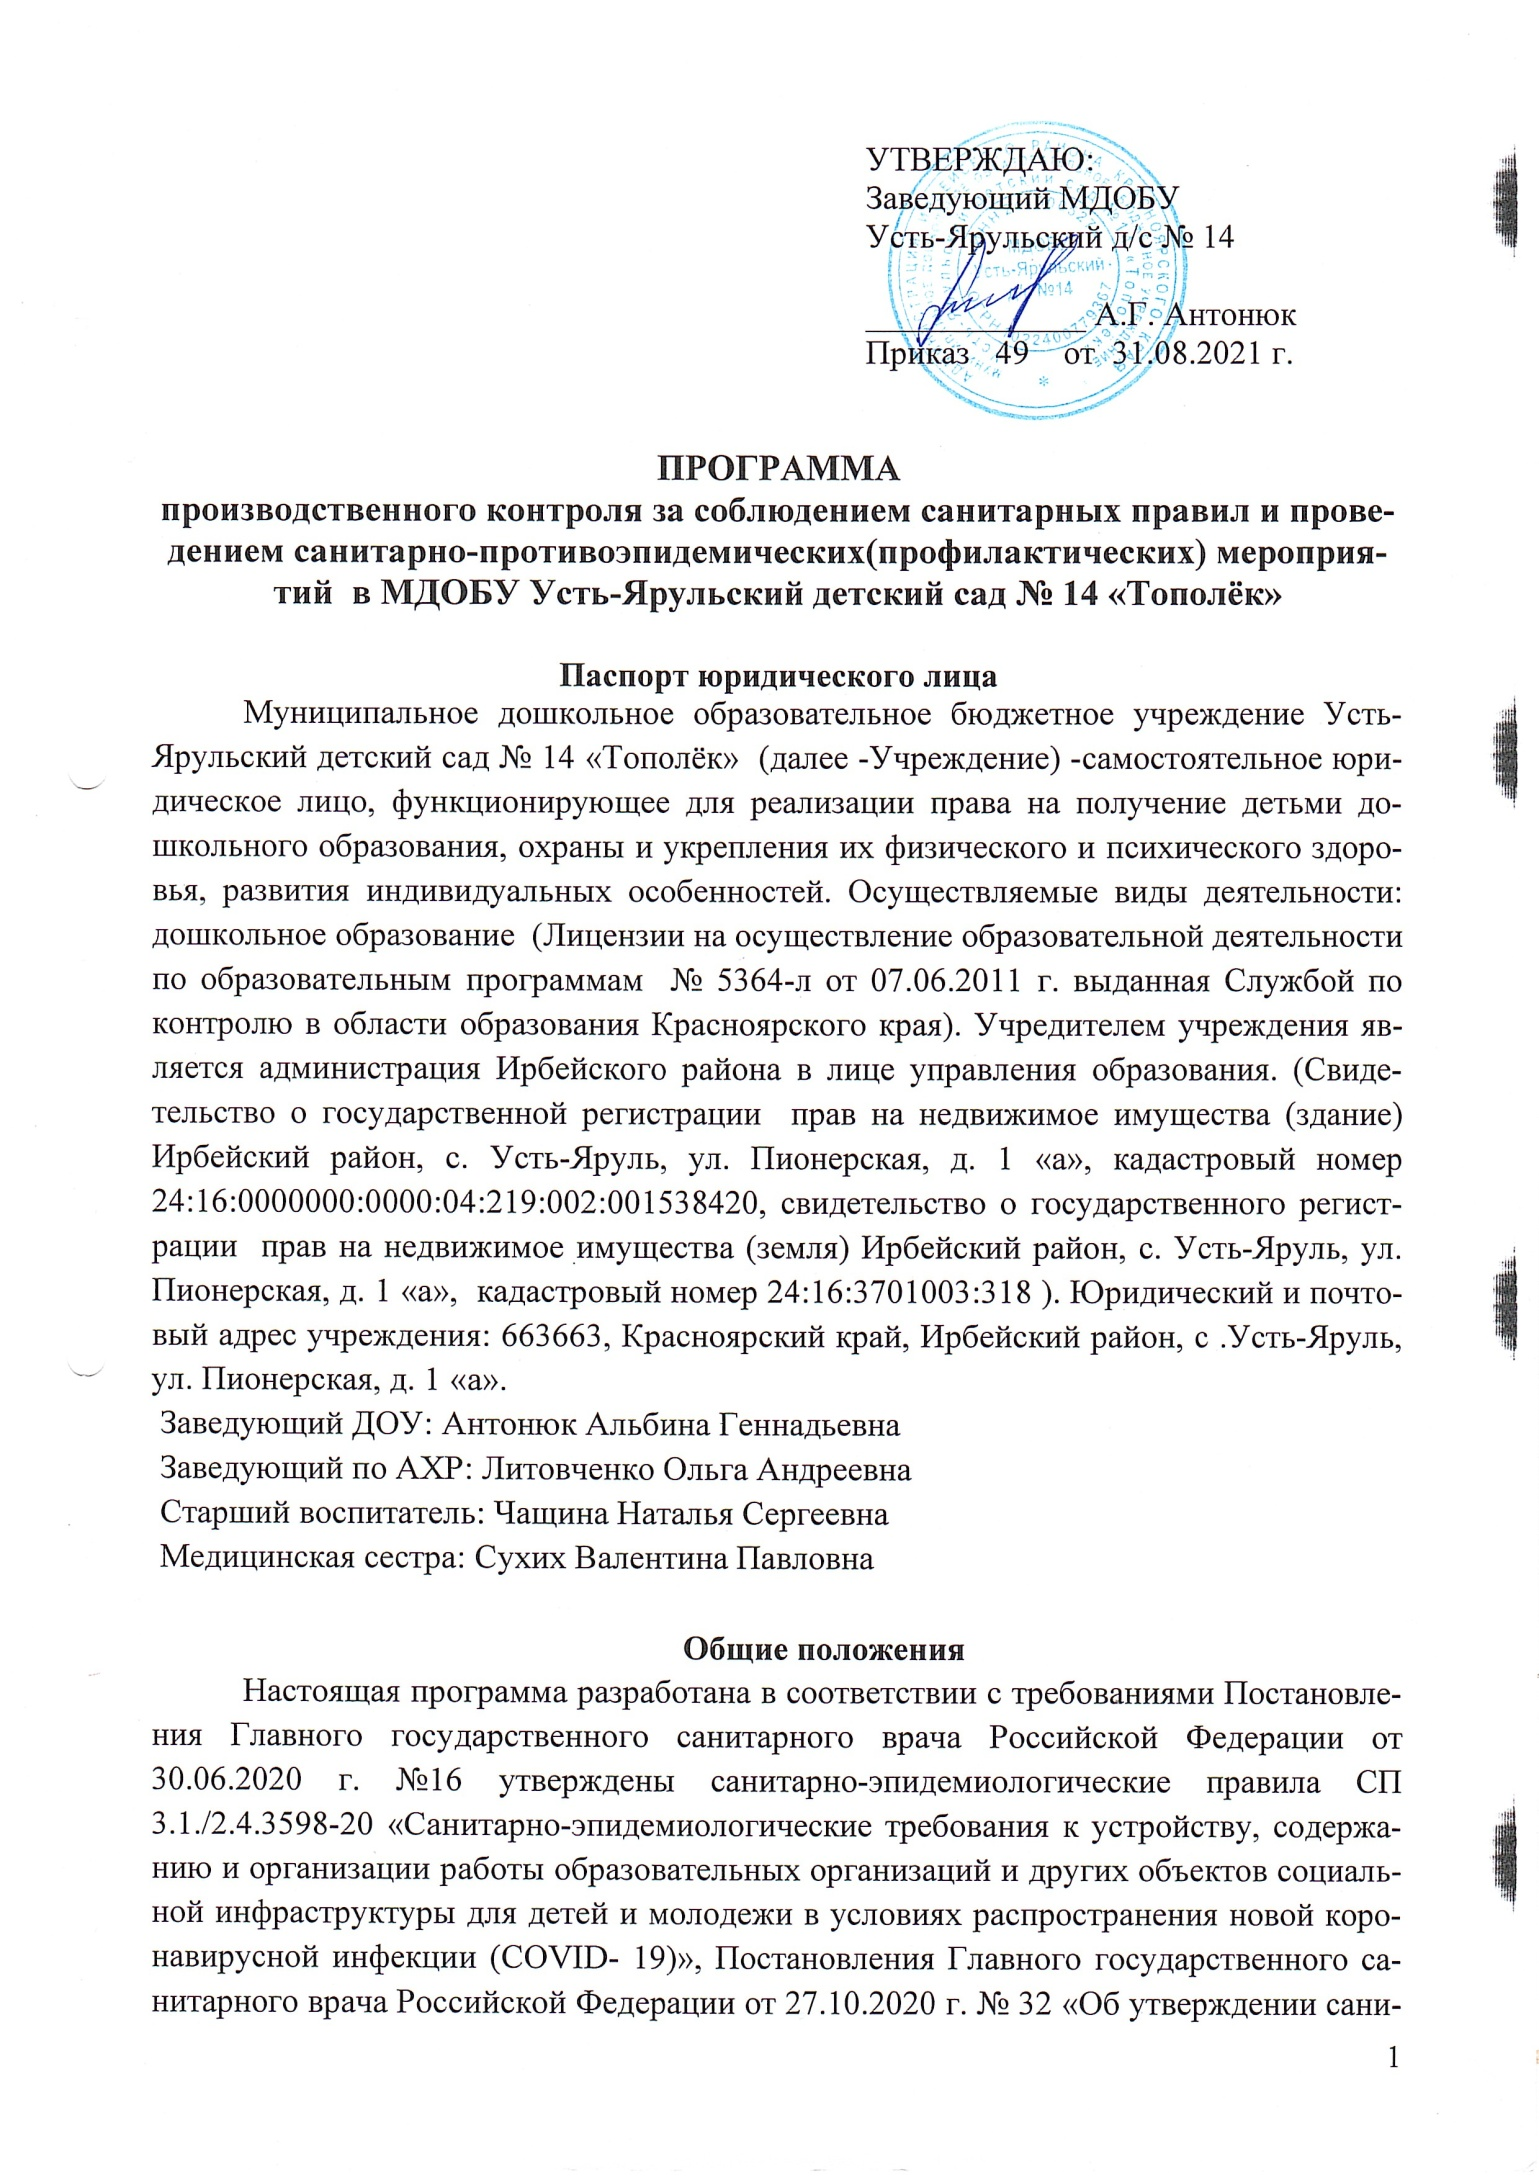 УТВЕРЖДАЮ:
Заведующий МДОБУ
Усть-Ярульский д/с № 14
_____________ А.Г. Антонюк
Приказ 49 от 31.08.2021 г.
ПРОГРАММА
производственного контроля за соблюдением санитарных правил и прове-
дением санитарно-противоэпидемических(профилактических) мероприя-
тий в МДОБУ Усть-Ярульский детский сад № 14 «Тополёк»
Паспорт юридического лица
Муниципальное дошкольное образовательное бюджетное учреждение Усть-
Ярульский детский сад № 14 «Тополёк» (далее -Учреждение) -самостоятельное юри-
дическое лицо, функционирующее для реализации права на получение детьми до-
школьного образования, охраны и укрепления их физического и психического здоро-
вья, развития индивидуальных особенностей. Осуществляемые виды деятельности:
дошкольное образование (Лицензии на осуществление образовательной деятельности
по образовательным программам № 5364-л от 07.06.2011 г. выданная Службой по
контролю в области образования Красноярского края). Учредителем учреждения яв-
ляется администрация Ирбейского района в лице управления образования. (Свиде-
тельство о государственной регистрации прав на недвижимое имущества (здание)
Ирбейский район, с. Усть-Яруль, ул. Пионерская, д. 1 «а», кадастровый номер
24:16:0000000:0000:04:219:002:001538420, свидетельство о государственного регист-
рации прав на недвижимое имущества (земля) Ирбейский район, с. Усть-Яруль, ул.
Пионерская, д. 1 «а», кадастровый номер 24:16:3701003:318 ). Юридический и почто-
вый адрес учреждения: 663663, Красноярский край, Ирбейский район, с .Усть-Яруль,
ул. Пионерская, д. 1 «а».
Заведующий ДОУ: Антонюк Альбина Геннадьевна
Заведующий по АХР: Литовченко Ольга Андреевна
Старший воспитатель: Чащина Наталья Сергеевна
Медицинская сестра: Сухих Валентина Павловна
Общие положения
Настоящая программа разработана в соответствии с требованиями Постановле-
ния Главного государственного санитарного врача Российской Федерации от
30.06.2020 г. №16 утверждены санитарно-эпидемиологические правила СП
3.1./2.4.3598-20 «Санитарно-эпидемиологические требования к устройству, содержа-
нию и организации работы образовательных организаций и других объектов социаль-
ной инфраструктуры для детей и молодежи в условиях распространения новой коро-
навирусной инфекции (COVID- 19)», Постановления Главного государственного са-
нитарного врача Российской Федерации от 27.10.2020 г. № 32 «Об утверждении сани-
1